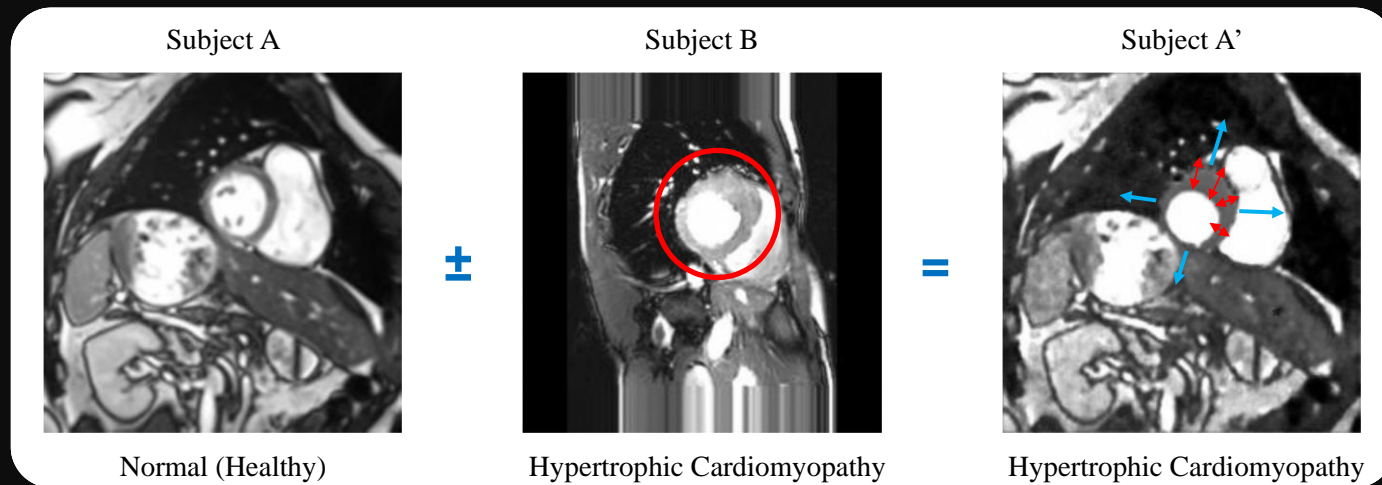 Subject A
Subject B
Subject A’
±
=
Normal (Healthy)
Hypertrophic Cardiomyopathy
Hypertrophic Cardiomyopathy